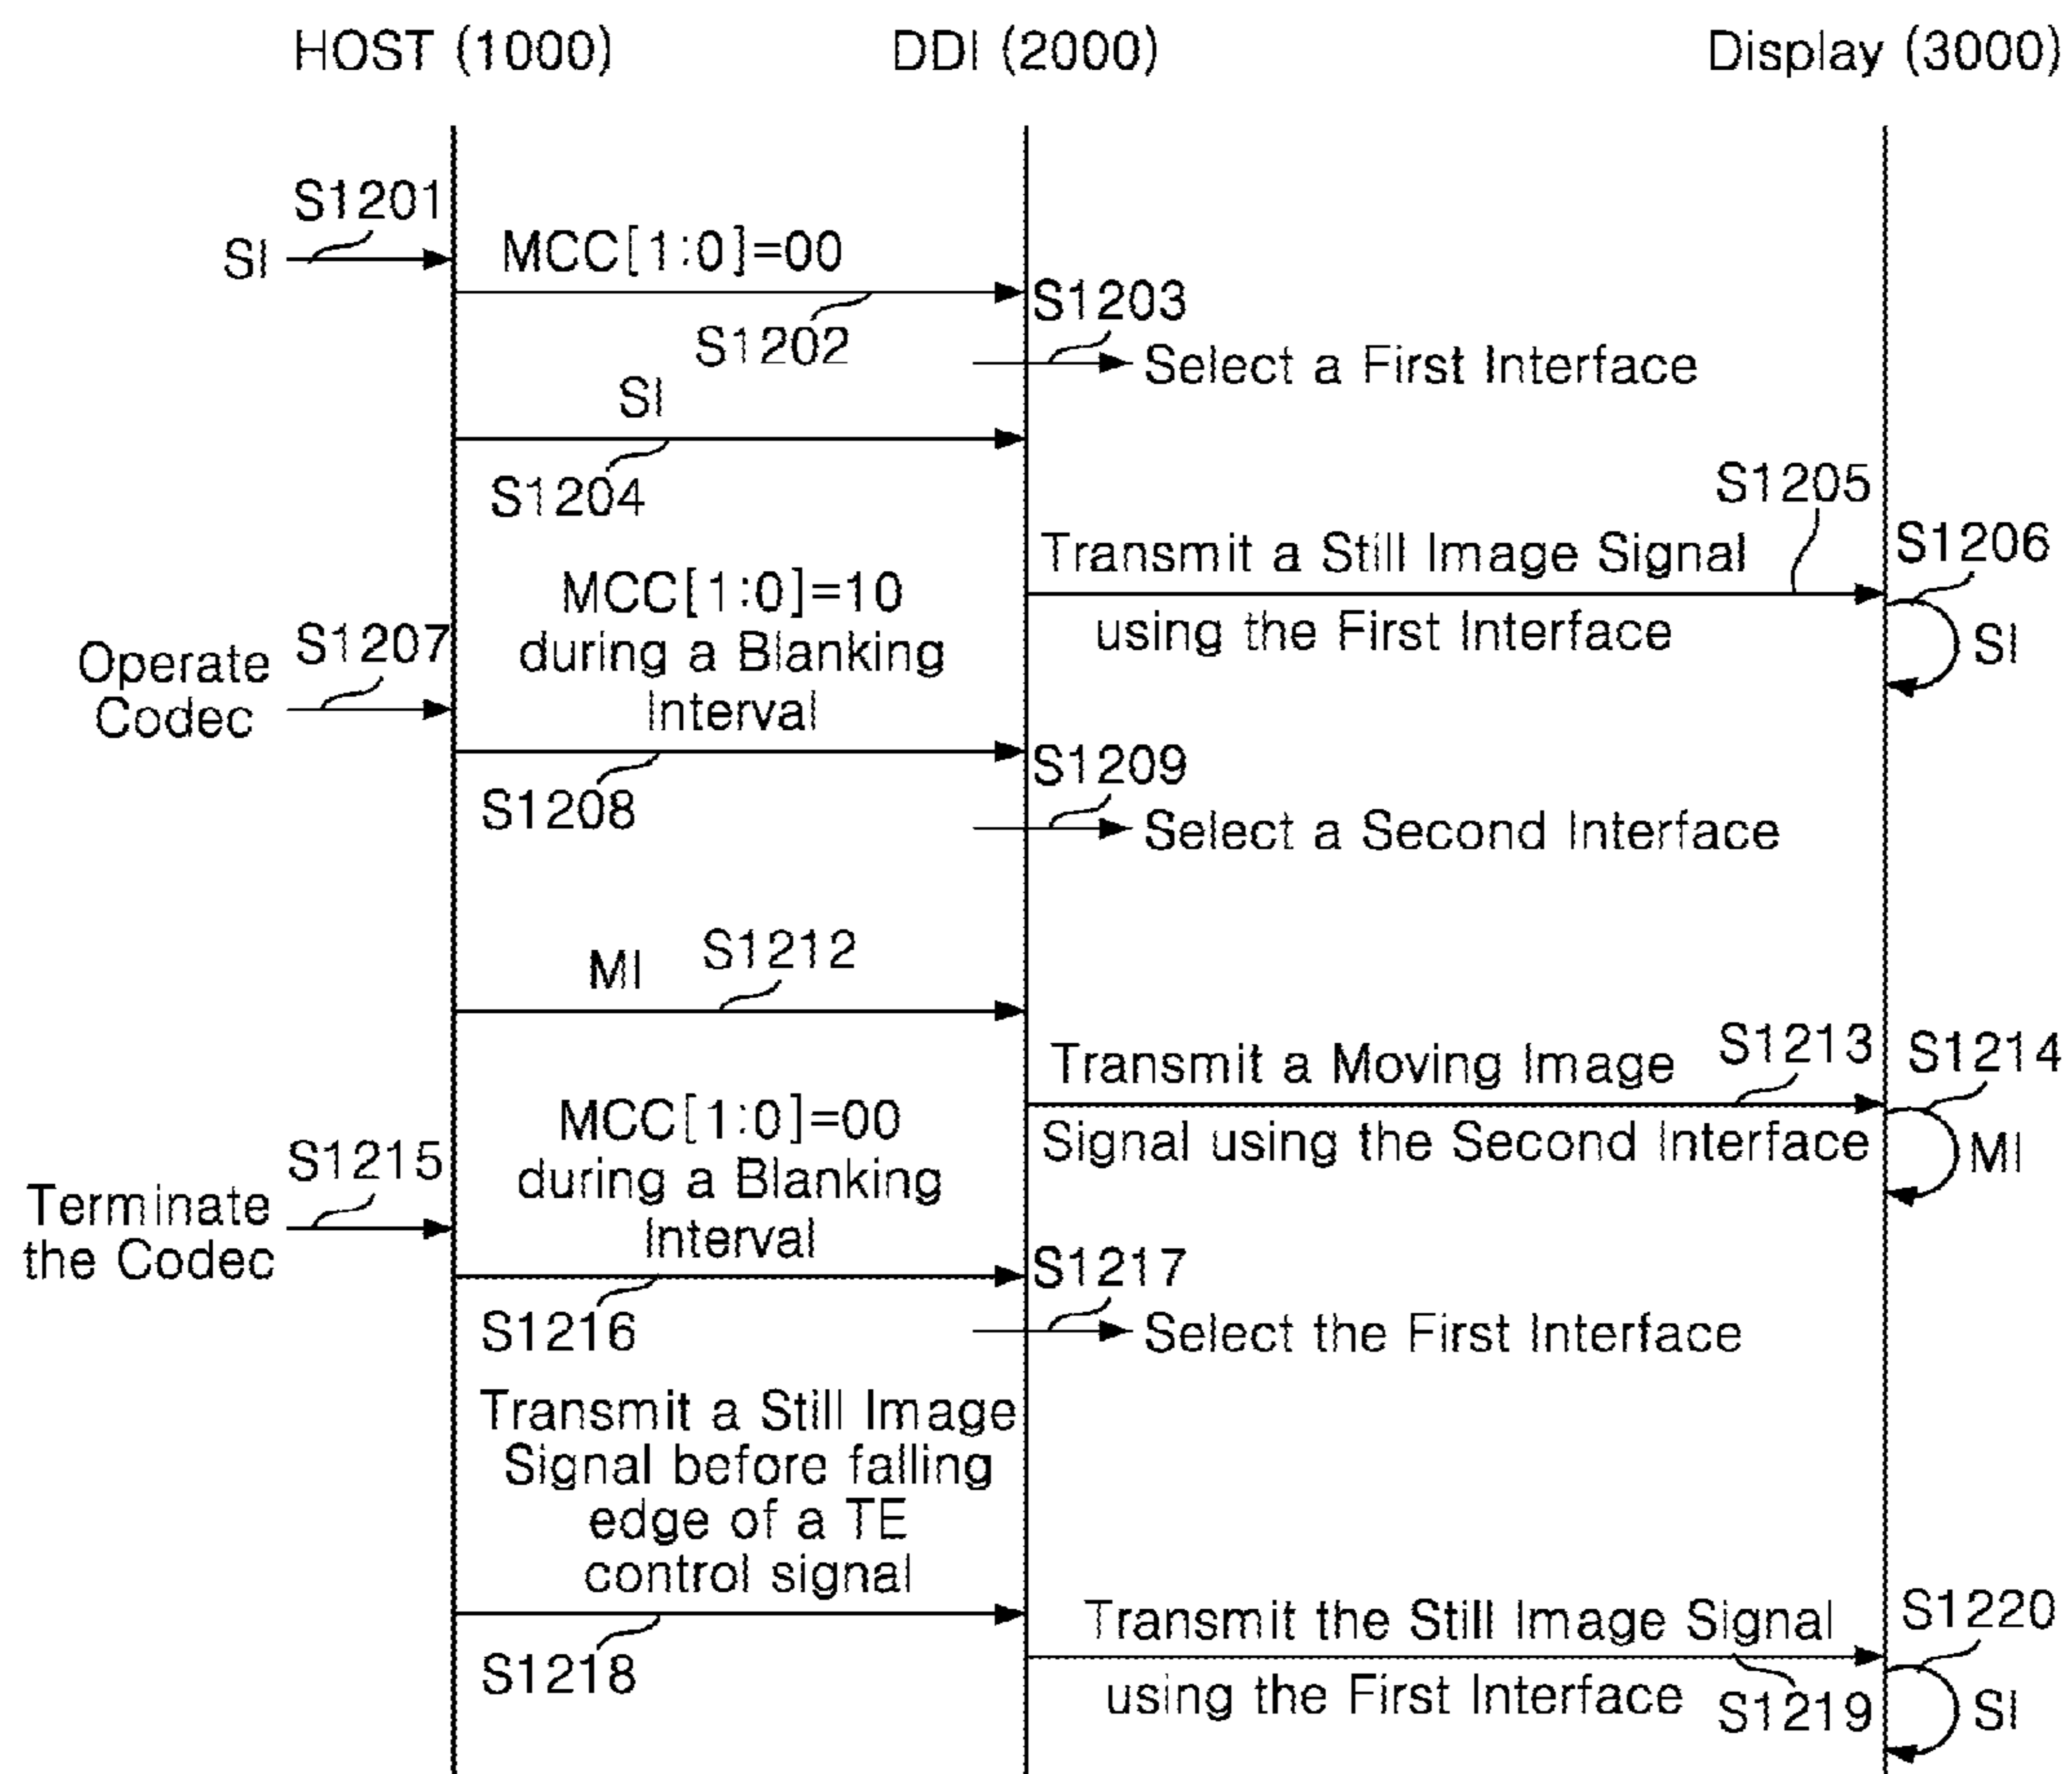 HOST (1000)
DDI (2000)
Display (3000)
S1201
SI
MCC[1:0]=00
S1202
S1203
Select a First Interface
SI
S1204
S1205
Transmit a Still Image Signal
using the First Interface
S1206
SI
Operate
Codec
S1207
MCC[1:0]=10
during a Blanking
Interval
S1208
S1209
Select a Second Interface
MI
S1212
Transmit a Moving Image
Signal using the Second Interface
S1213
S1214
MI
Terminate
the Codec
S1215
MCC[1:0]=00
during a Blanking
Interval
S1216
S1217
Select the First Interface
Transmit a Still Image
Signal before falling
edge of a TE
control signal
S1218
Transmit the Still Image Signal
using the First Interface
S1219
S1220
SI